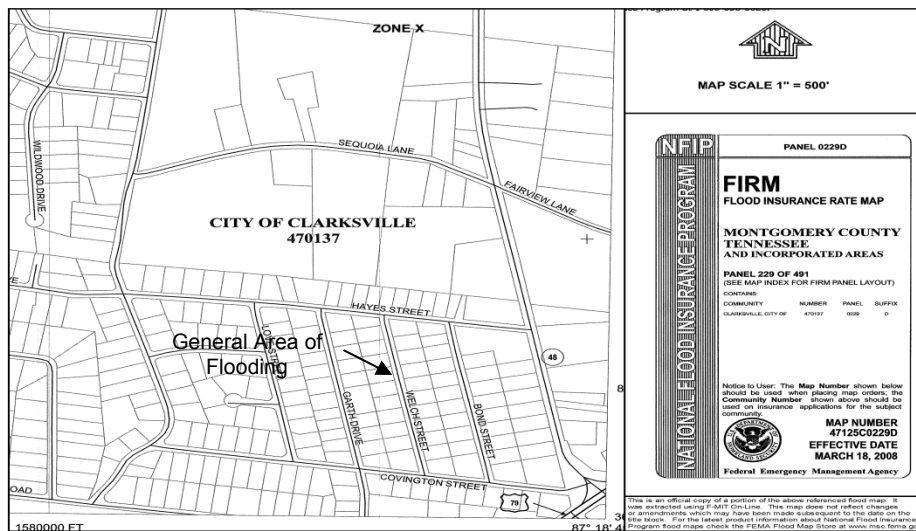 ZONE X
WILDWOOD DRIVE
SEQUOIA LANE
FAIRVIEW LANE
CITY OF CLARKSVILLE
470137
HAYES STREET
General Area of
Flooding
GARTH DRIVE
WELCH STREET
BOND STREET
48
COVINGTON STREET
79
OAD
1580000 FT
87° 18' 4
8
MAP SCALE 1" = 500'
NFIP
NATIONAL FLOOD INSURANCE PROGRAM
PANEL 0229D
FIRM
FLOOD INSURANCE RATE MAP
MONTGOMERY COUNTY
TENNESSEE
AND INCORPORATED AREAS
PANEL 229 OF 491
(SEE MAP INDEX FOR FIRM PANEL LAYOUT)
CONTAINS:
COMMUNITY NUMBER PANEL SUFFIX
CLARKSVILLE, CITY OF 470137 0229 D
Notice to User: The Map Number shown below
should be used when placing map orders; the
Community Number shown above should be
used on insurance applications for the subject
community.
MAP NUMBER
47125C0229D
EFFECTIVE DATE
MARCH 18, 2008
Federal Emergency Management Agency
This is an official copy of a portion of the above referenced flood map. It
was extracted using F-MIT On-Line. This map does not reflect changes
or amendments which may have been made subsequent to the date on the
title block. For the latest product information about National Flood Insuranc
Program flood maps check the FEMA Flood Map Store at www.msc.fema.go